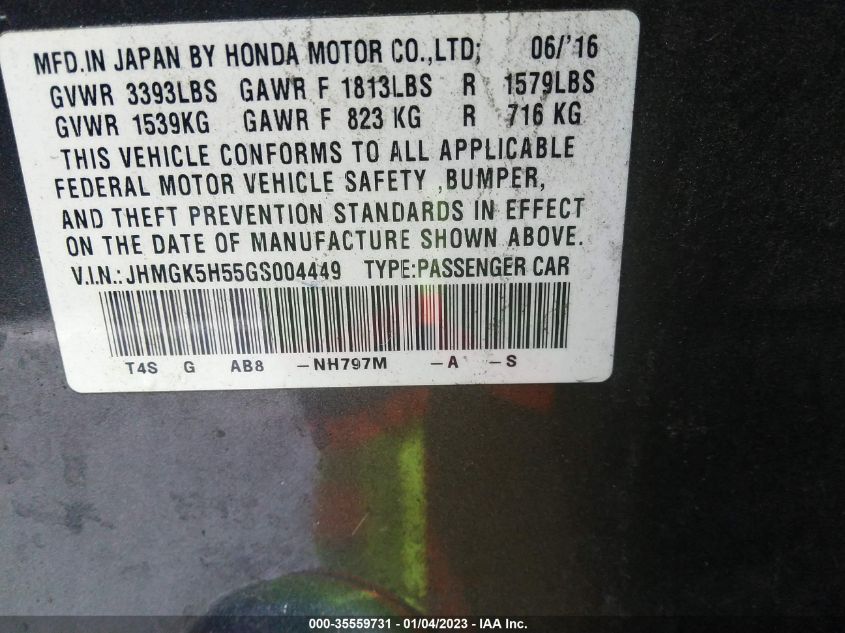 MFD.IN JAPAN BY HONDA MOTOR CO.,LTD; 06/'16
GVWR 3393LBS GAWR F 1813LBS R 1579LBS
GVWR 1539KG GAWR F 823 KG R 716 KG
THIS VEHICLE CONFORMS TO ALL APPLICABLE
FEDERAL MOTOR VEHICLE SAFETY ,BUMPER,
AND THEFT PREVENTION STANDARDS IN EFFECT
ON THE DATE OF MANUFACTURE SHOWN ABOVE.
V.I.N.:JHMGK5H55GS004449 TYPE:PASSENGER CAR
T4S G AB8 –NH797M –A –S
000-35559731 - 01/04/2023 - IAA Inc.